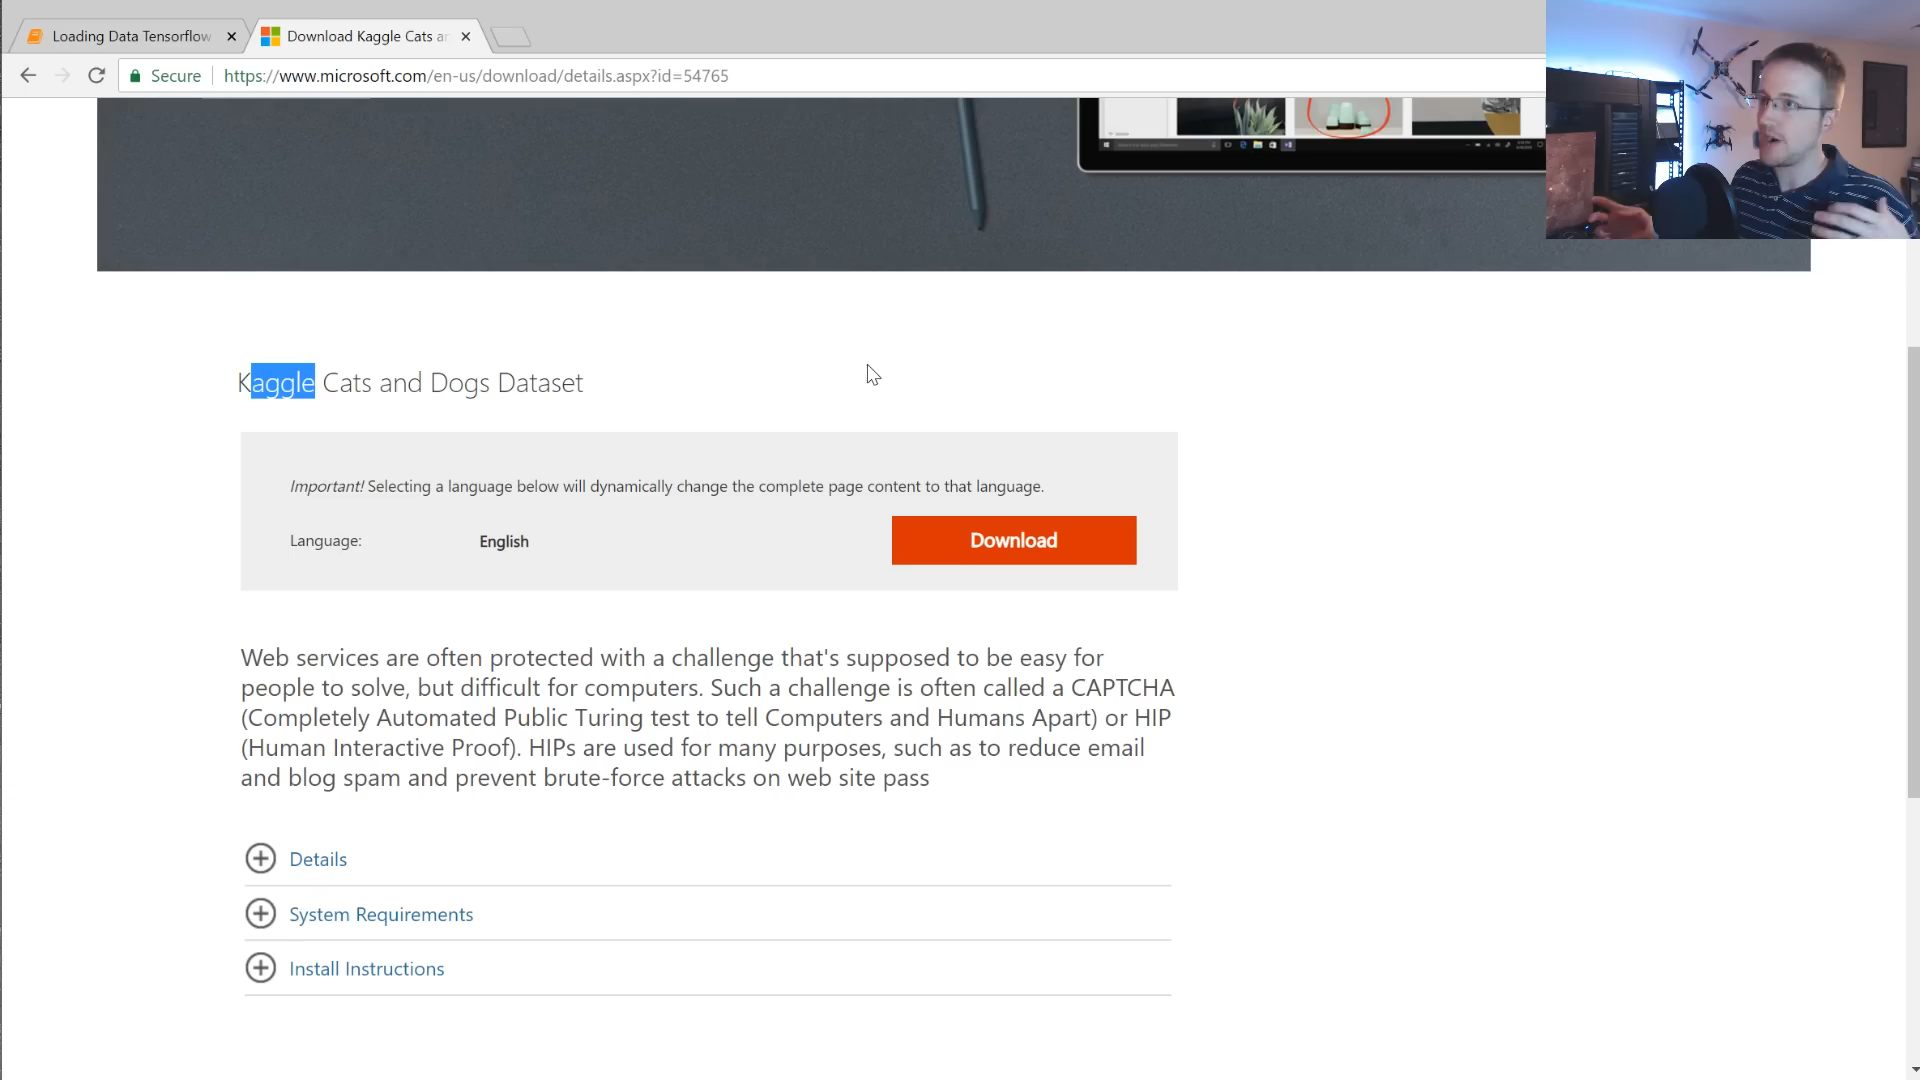 Loading Data Tensorflow
Download Kaggle Cats ar
Secure
https://www.microsoft.com/en-us/download/details.aspx?id=54765
Kaggle Cats and Dogs Dataset
Important! Selecting a language below will dynamically change the complete page content to that language.
Language:
English
Download
Web services are often protected with a challenge that's supposed to be easy for
people to solve, but difficult for computers. Such a challenge is often called a CAPTCHA
(Completely Automated Public Turing test to tell Computers and Humans Apart) or HIP
(Human Interactive Proof). HIPs are used for many purposes, such as to reduce email
and blog spam and prevent brute-force attacks on web site pass
Details
System Requirements
Install Instructions